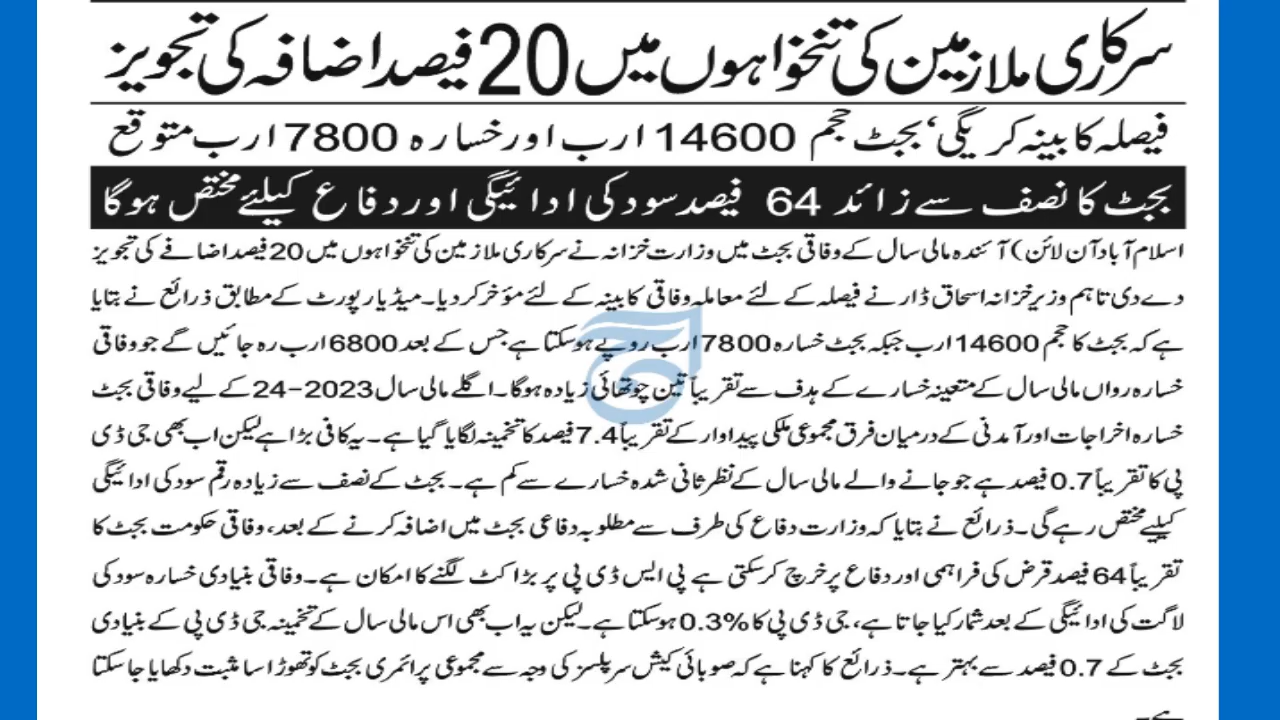 سرکاری ملازمین کی تنخواہوں میں 20 فیصد اضافہ کی تجویز
فیصلہ کابینہ کریگی، بجٹ حجم 14600 ارب اور خسارہ 7800 ارب متوقع
بجٹ کا نصف سے زائد 64 فیصد سود کی ادائیگی اور دفاع کیلئے مختص ہوگا
اسلام آباد (آن لائن) آئندہ مالی سال کے وفاقی بجٹ میں وزارت خزانہ نے سرکاری ملازمین کی تنخواہوں میں 20 فیصد اضافے کی تجویز
دے دی تاہم وزیر خزانہ اسحاق ڈار نے فیصلہ کے لئے معاملہ وفاقی کابینہ کے لئے مؤخر کر دیا۔ میڈیا رپورٹ کے مطابق ذرائع نے بتایا
ہے کہ بجٹ کا حجم 14600 ارب جبکہ بجٹ خسارہ 7800 ارب روپے ہو سکتا ہے جس کے بعد 6800 ارب رہ جائیں گے جو وفاقی
خسارہ رواں مالی سال کے متعینہ خسارے کے ہدف سے تقریباً تین چوتھائی زیادہ ہوگا۔ اگلے مالی سال 2023-24 کے لیے وفاقی بجٹ
خسارہ اخراجات اور آمدنی کے درمیان فرق مجموعی ملکی پیداوار کے تقریباً 7.4 فیصد کا تخمینہ لگایا گیا ہے۔ یہ کافی بڑا ہے لیکن اب بھی جی ڈی
پی کا تقریباً 0.7 فیصد ہے جو جانے والے مالی سال کے نظر ثانی شدہ خسارے سے کم ہے۔ بجٹ کے نصف سے زیادہ رقم سود کی ادائیگی
کیلیے مختص رہے گی۔ ذرائع نے بتایا کہ وزارت دفاع کی طرف سے مطلوبہ دفاعی بجٹ میں اضافہ کرنے کے بعد، وفاقی حکومت بجٹ کا
تقریباً 64 فیصد قرض کی فراہمی اور دفاع پر خرچ کر سکتی ہے پی ایس ڈی پی پر بڑا کٹ لگنے کا امکان ہے۔ وفاقی بنیادی خسارہ سود کی
لاگت کی ادائیگی کے بعد شمار کیا جاتا ہے، جی ڈی پی کا 0.3% ہو سکتا ہے۔ لیکن یہ اب بھی اس مالی سال کے تخمینہ جی ڈی پی کے بنیادی
بجٹ کے 0.7 فیصد سے بہتر ہے۔ ذرائع کا کہنا ہے کہ صوبائی کیش سرپلسز کی وجہ سے مجموعی پرائمری بجٹ کو تھوڑا سا مثبت دکھایا جا سکتا
ہے۔